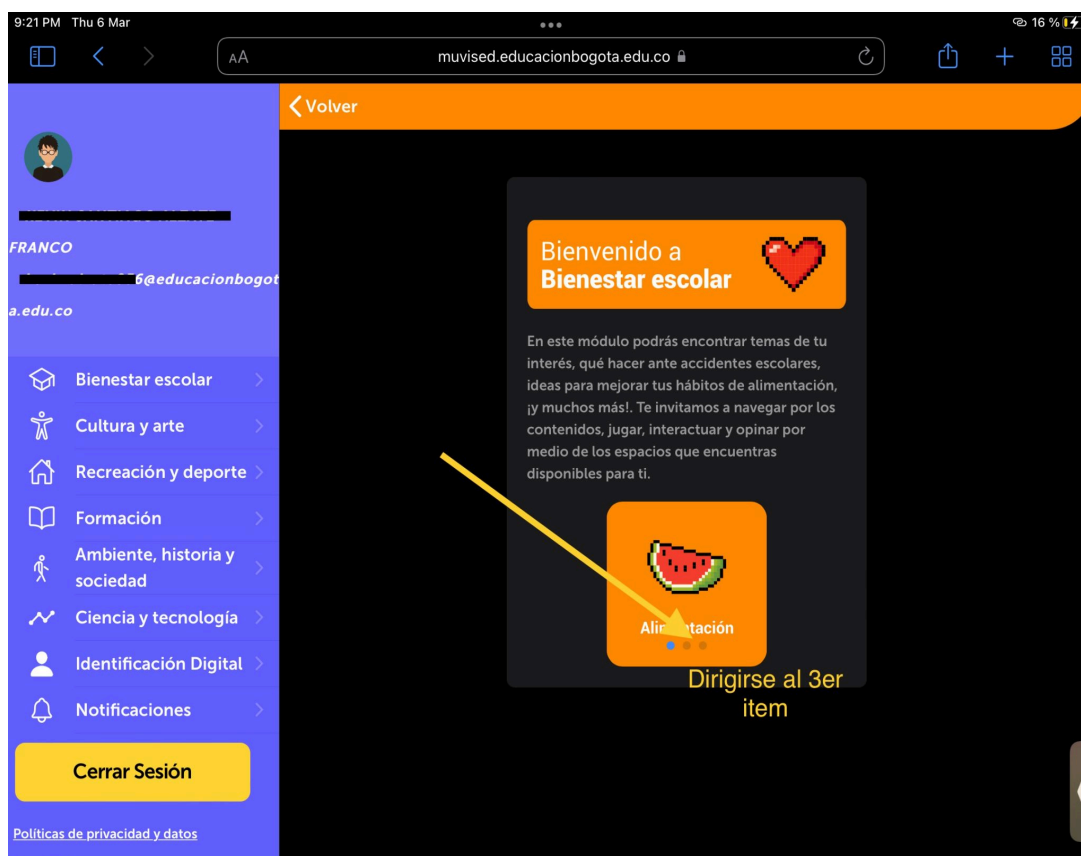 9:21 PM Thu 6 Mar
16 %
AA
muvised.educacionbogota.edu.co
Volver
FRANCO
6@educacionbogot
a.edu.co
Bienestar escolar
Cultura y arte
Recreación y deporte
Formación
Ambiente, historia y
sociedad
Ciencia y tecnología
Identificación Digital
Notificaciones
Cerrar Sesión
Políticas de privacidad y datos
Bienvenido a
Bienestar escolar
En este módulo podrás encontrar temas de tu
interés, qué hacer ante accidentes escolares,
ideas para mejorar tus hábitos de alimentación,
¡y muchos más!. Te invitamos a navegar por los
contenidos, jugar, interactuar y opinar por
medio de los espacios que encuentras
disponibles para ti.
Alimentación
Dirigirse al 3er
item